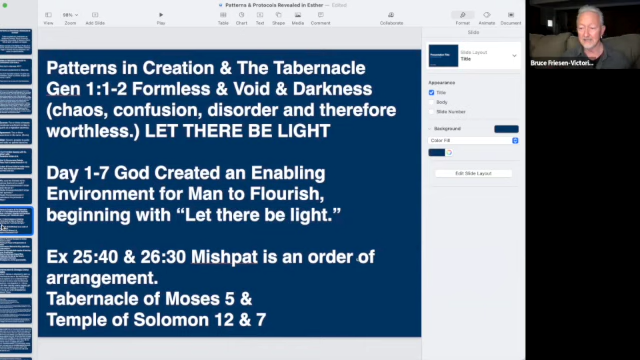 Patterns & Protocols Revealed in Esther — Edited
98%
View
Zoom
Add Slide
Play
Table
Chart
Text
Shape
Media
Comment
Collaborate
Format
Animate
Document
Slide
Slide Layout
Title
Appearance
Title
Body
Slide Number
Background
Color Fill
Edit Slide Layout
Bruce Friesen-Victori...
Patterns in Creation & The Tabernacle
Gen 1:1-2 Formless & Void & Darkness
(chaos, confusion, disorder and therefore
worthless.) LET THERE BE LIGHT
Day 1-7 God Created an Enabling
Environment for Man to Flourish,
beginning with “Let there be light.”
Ex 25:40 & 26:30 Mishpat is an order of
arrangement.
Tabernacle of Moses 5 &
Temple of Solomon 12 & 7